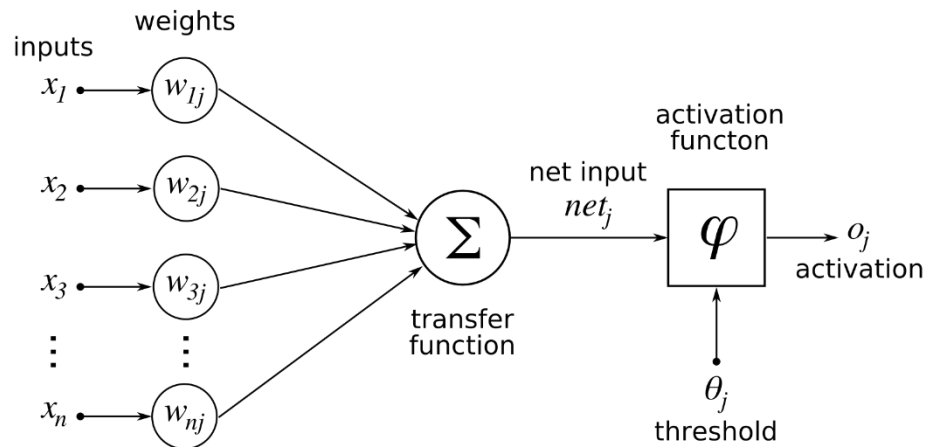 weights
inputs
x1
w1j
x2
w2j
x3
w3j
⋮
⋮
xn
wnj
Σ
transfer
function
net input
netj
activation
functon
φ
oj
activation
θj
threshold